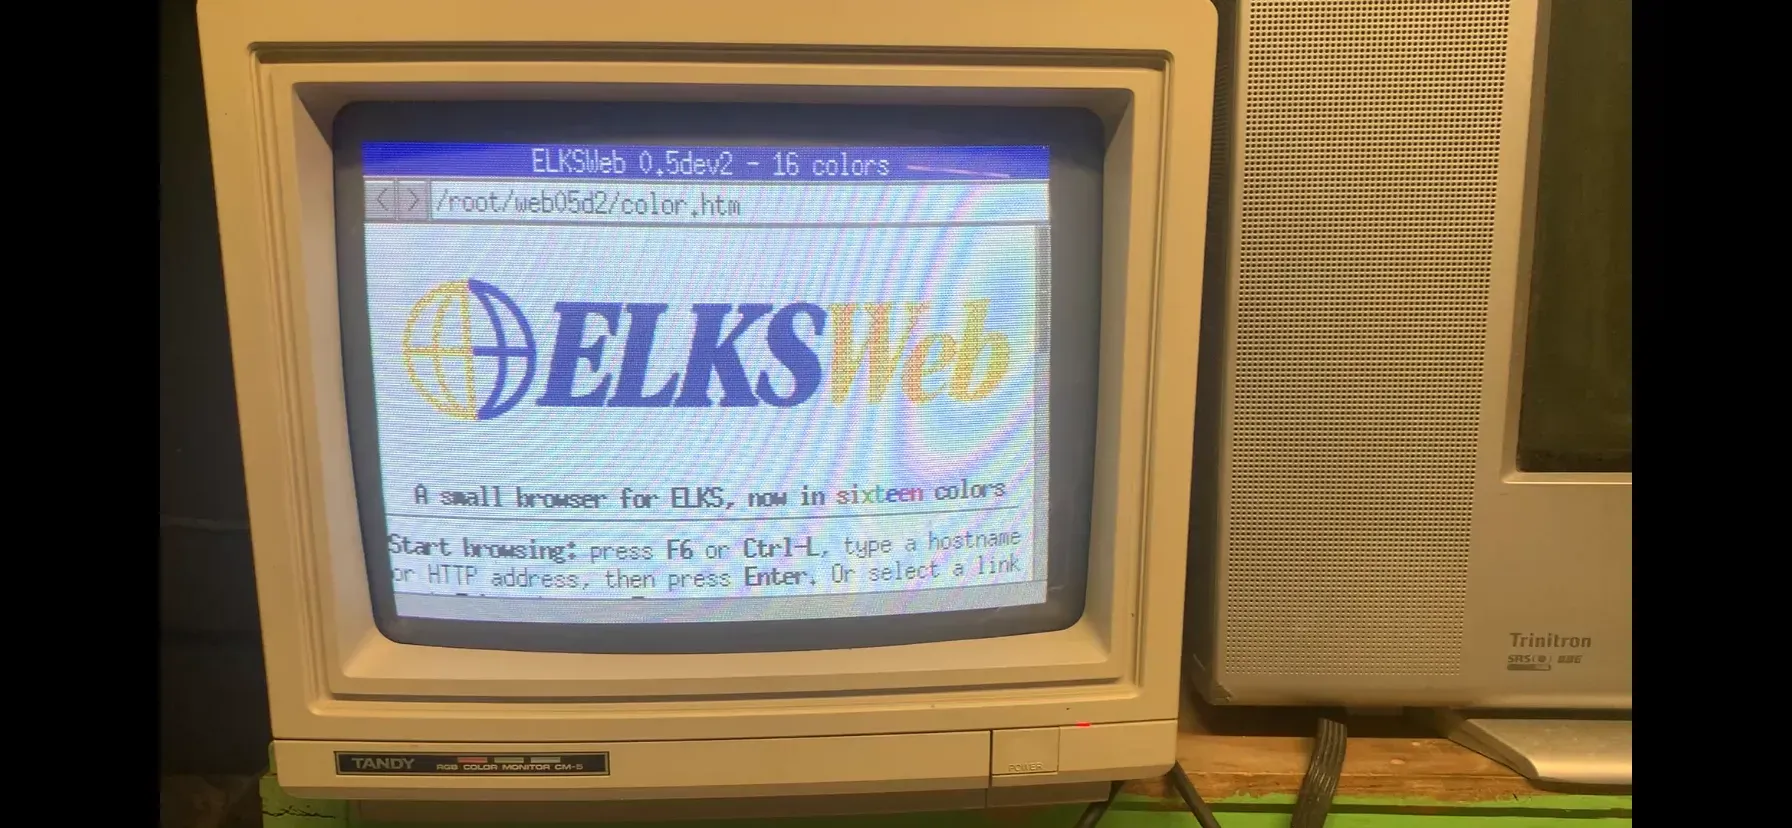 ELKSWeb 0.5dev2 - 16 colors
< > /root/web05d2/color.htm
ELKSWeb
A small browser for ELKS, now in sixteen colors
Start browsing: press F6 or Ctrl-L, type a hostname
or HTTP address, then press Enter. Or select a link
TANDY RGB COLOR MONITOR CM-5
POWER
Trinitron
SRS BBE